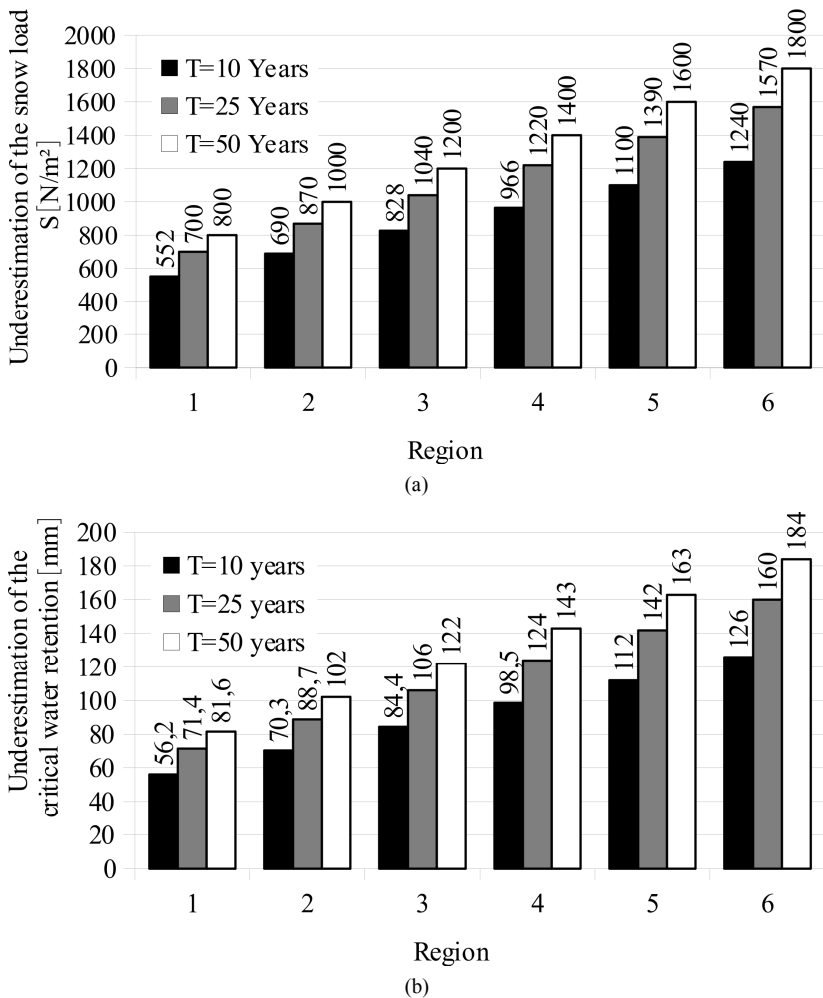 Underestimation of the snow load
S [N/m²]
2000
1800
1600
1400
1200
1000
800
600
400
200
0
T=10 Years
T=25 Years
T=50 Years
552 700 800
690 870 1000
828 1040 1200
966 1220 1400
1100 1390 1600
1240 1570 1800
1 2 3 4 5 6
Region
(a)
Underestimation of the
critical water retention [mm]
200
180
160
140
120
100
80
60
40
20
0
T=10 years
T=25 years
T=50 years
56,2 71,4 81,6
70,3 88,7 102
84,4 106 122
98,5 124 143
112 142 163
126 160 184
1 2 3 4 5 6
Region
(b)